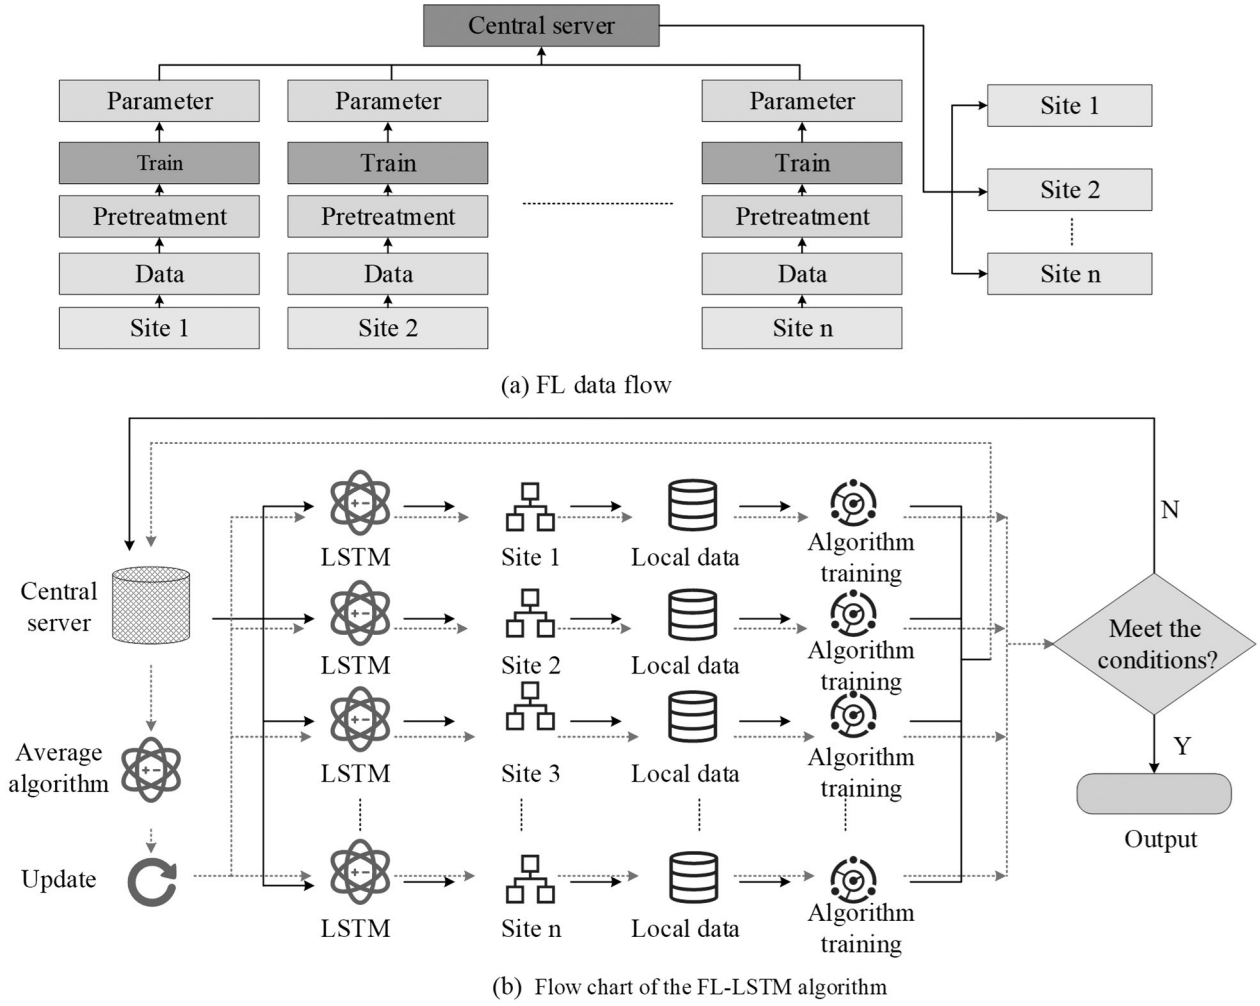 Central server
Parameter
Parameter
Parameter
Site 1
Train
Train
Train
Site 2
Pretreatment
Pretreatment
Pretreatment
Data
Data
Data
Site n
Site 1
Site 2
Site n
(a) FL data flow
N
LSTM
Site 1
Local data
Algorithm
training
Central
server
LSTM
Site 2
Local data
Algorithm
training
Meet the
conditions?
Average
algorithm
LSTM
Site 3
Local data
Algorithm
training
Y
Output
Update
LSTM
Site n
Local data
Algorithm
training
(b) Flow chart of the FL-LSTM algorithm